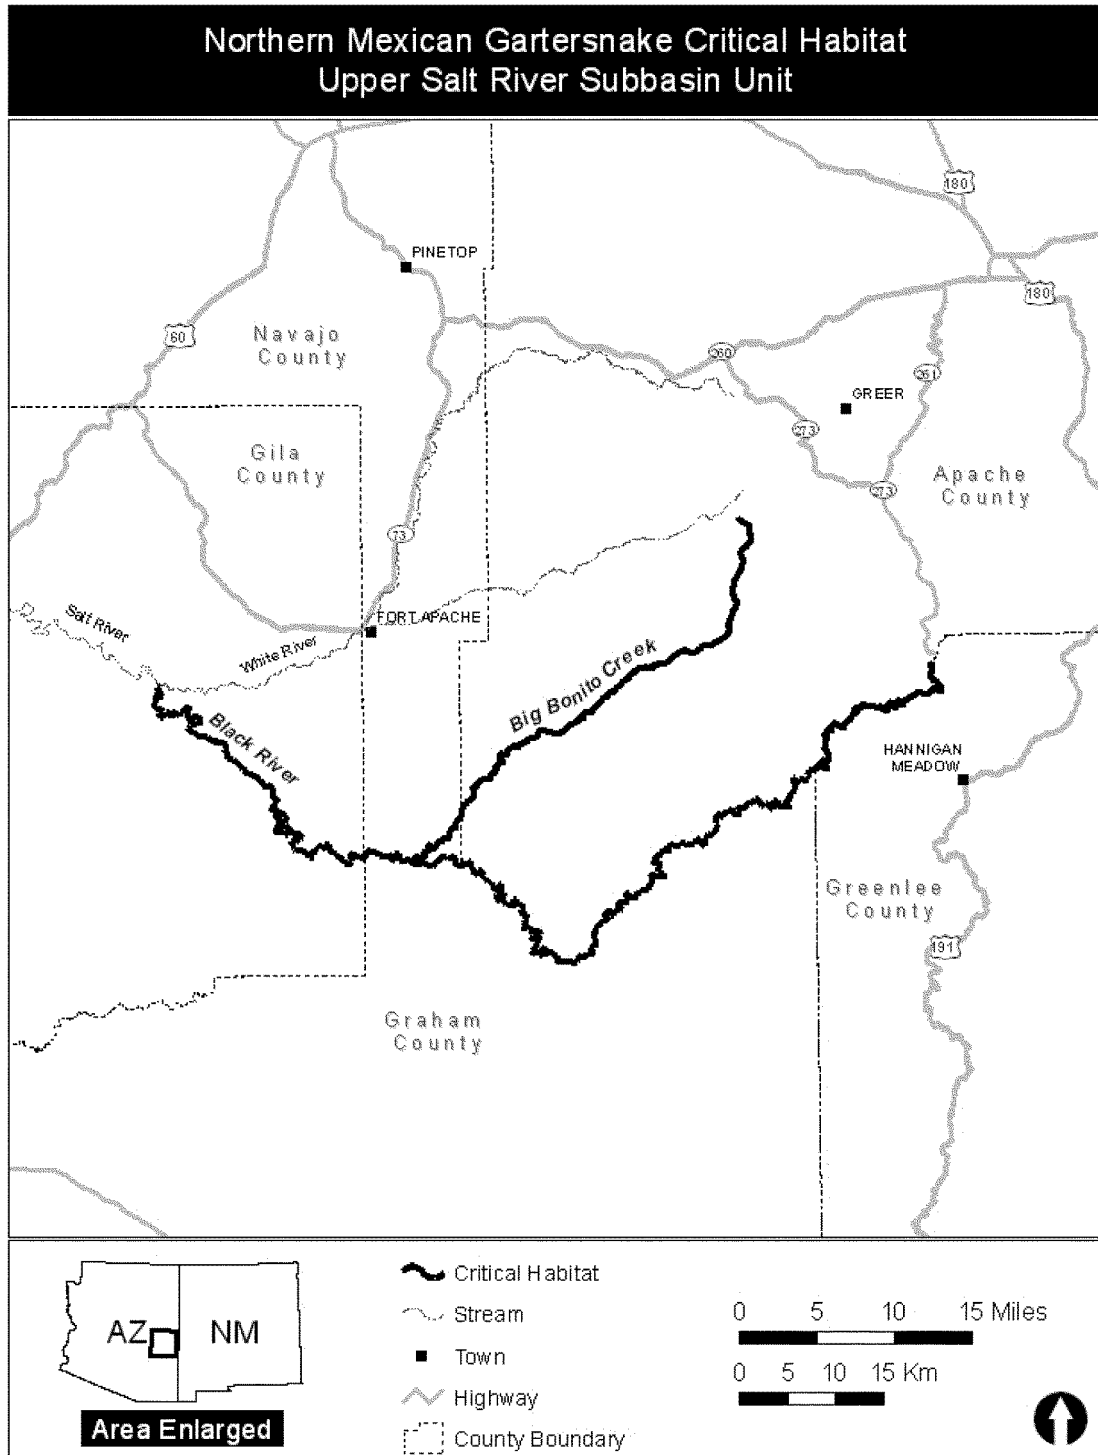 Northern Mexican Gartersnake Critical Habitat
Upper Salt River Subbasin Unit
180
PINETOP
180
60
Navajo
County
260
261
GREER
273
Gila
County
Apache
County
273
73
Salt River
FORT APACHE
White River
Big Bonito Creek
Black River
HANNIGAN
MEADOW
Greenlee
County
191
Graham
County
AZ
NM
Area Enlarged
Critical Habitat
Stream
Town
Highway
County Boundary
0 5 10 15 Miles
0 5 10 15 Km